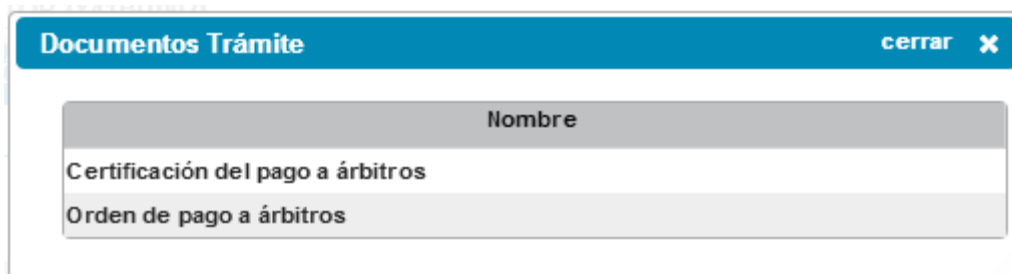 Documentos Trámite
cerrar ×
Nombre
Certificación del pago a árbitros
Orden de pago a árbitros